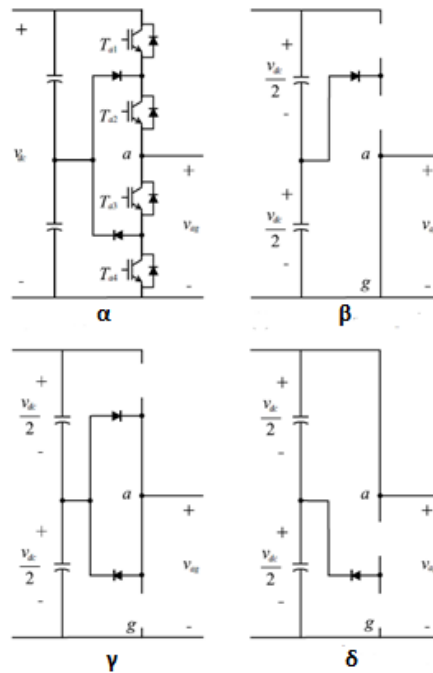 +
T_a1
v_dc
T_a2
a
+
T_a3
v_ag
T_a4
-
-
α
+
v_dc/2
-
a
+
+
v_dc/2
-
g
-
β
+
v_dc/2
-
a
+
+
v_dc/2
v_ag
-
g
-
γ
+
v_dc/2
-
a
+
+
v_dc/2
-
g
-
δ